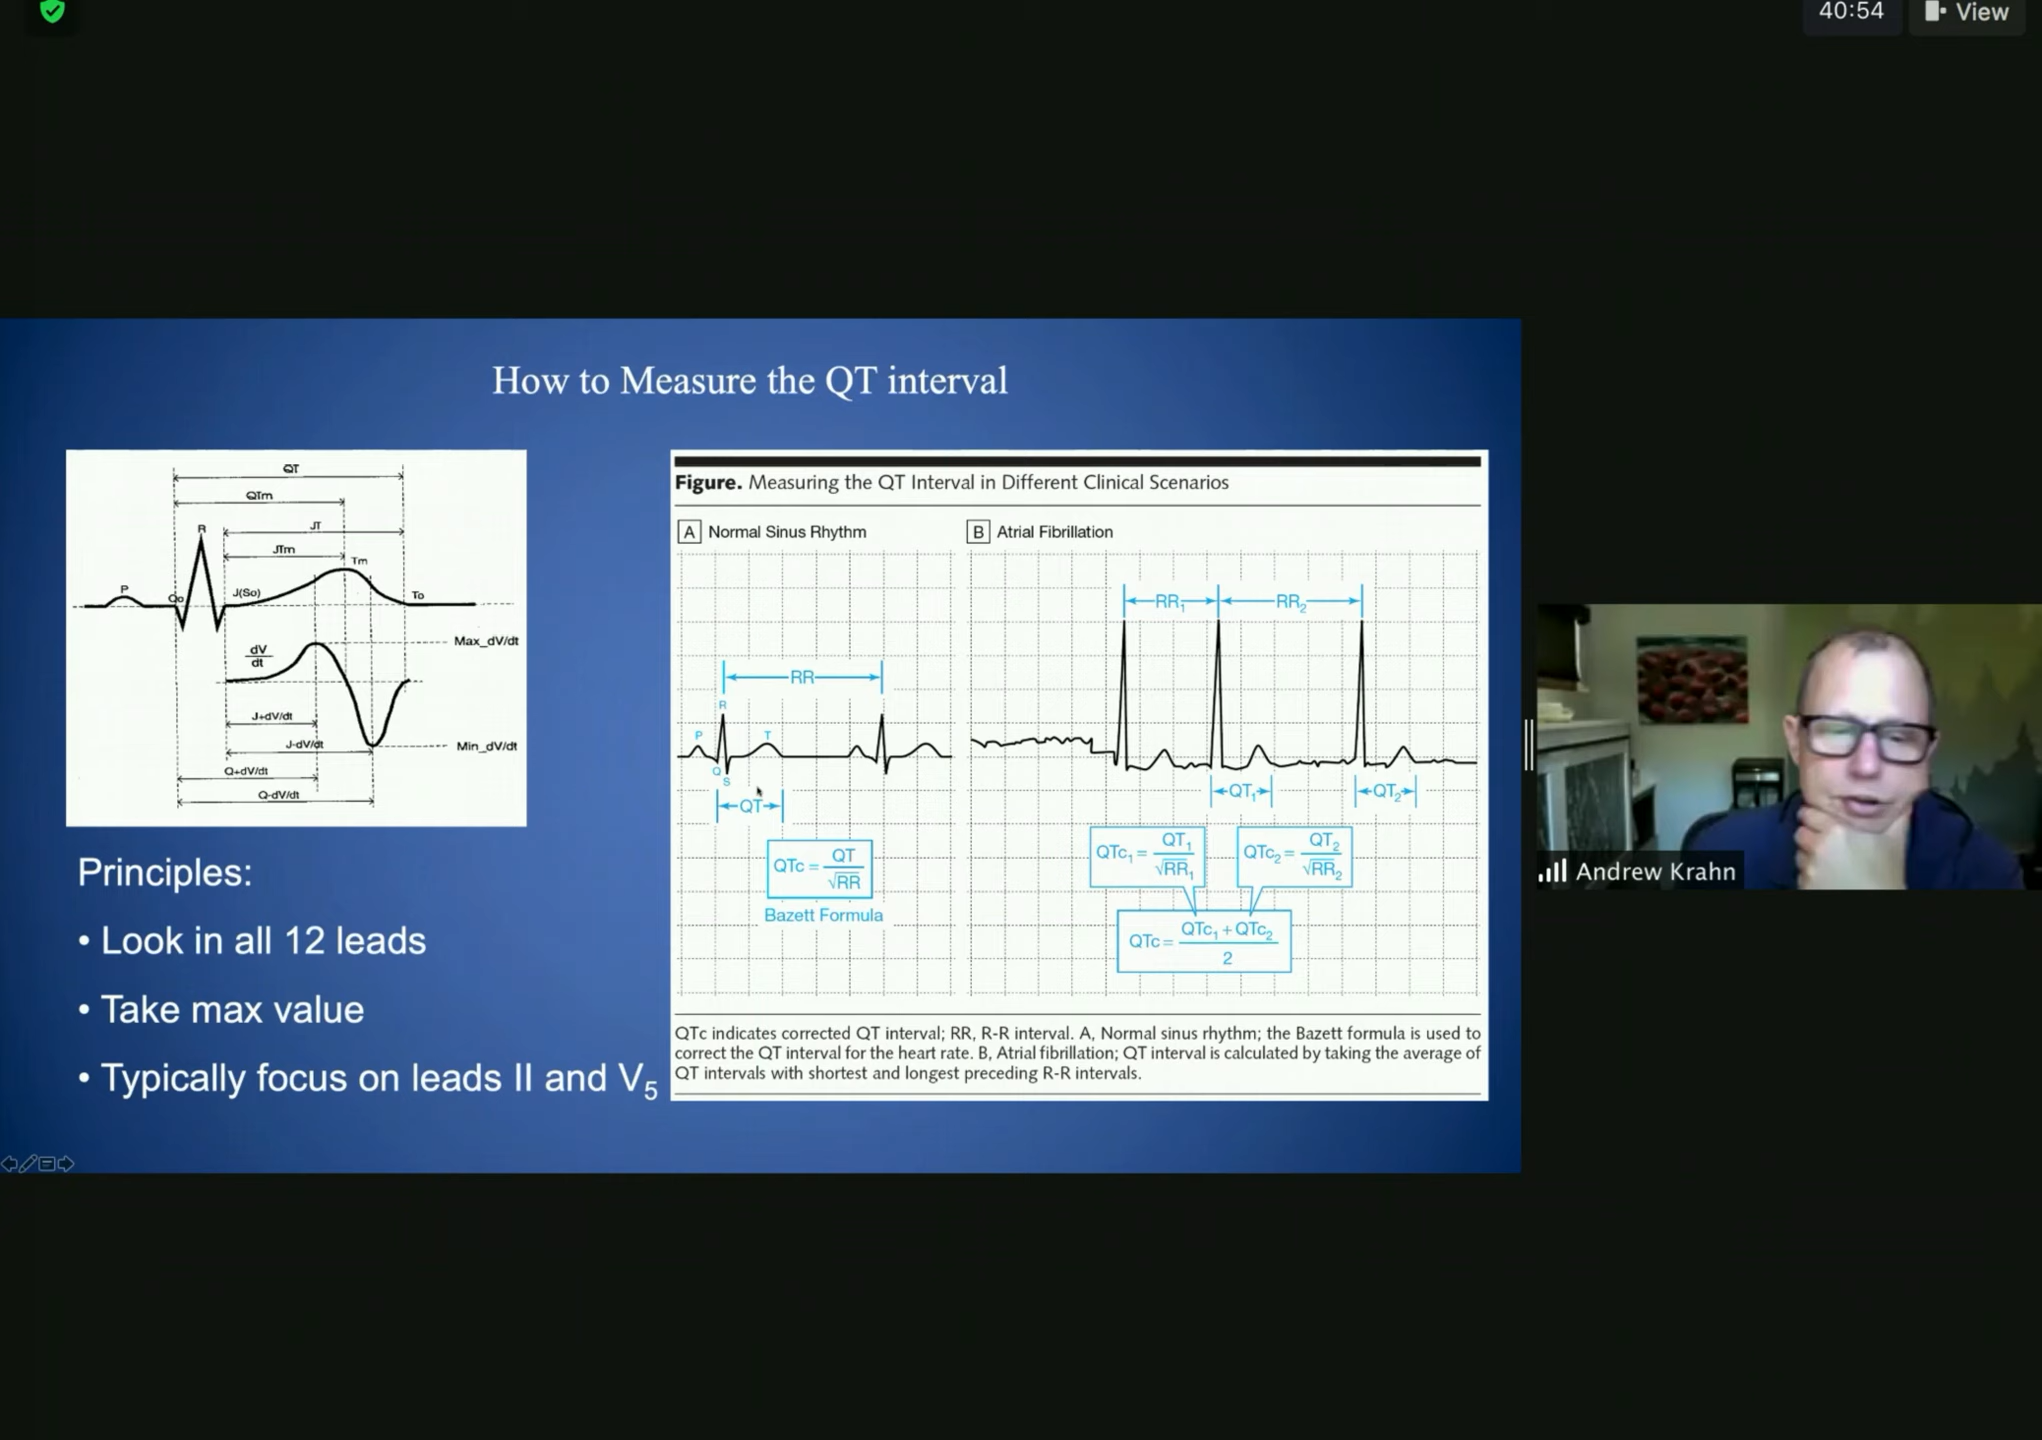 40:54
View
How to Measure the QT interval
QT
QTm
R
JT
JTm
Tm
P
Qo
J(So)
To
Max_dV/dt
dV
dt
J+dV/dt
J-dV/dt
Min_dV/dt
Q+dV/dt
Q-dV/dt
Principles:
• Look in all 12 leads
• Take max value
• Typically focus on leads II and V5
Figure. Measuring the QT Interval in Different Clinical Scenarios
A Normal Sinus Rhythm
B Atrial Fibrillation
RR
R
P
T
Q
S
QT
QTc = QT / √RR
Bazett Formula
RR1
RR2
QT1
QT2
QTc1 = QT1 / √RR1
QTc2 = QT2 / √RR2
QTc = QTc1 + QTc2 / 2
QTc indicates corrected QT interval; RR, R-R interval. A, Normal sinus rhythm; the Bazett formula is used to
correct the QT interval for the heart rate. B, Atrial fibrillation; QT interval is calculated by taking the average of
QT intervals with shortest and longest preceding R-R intervals.
Andrew Krahn